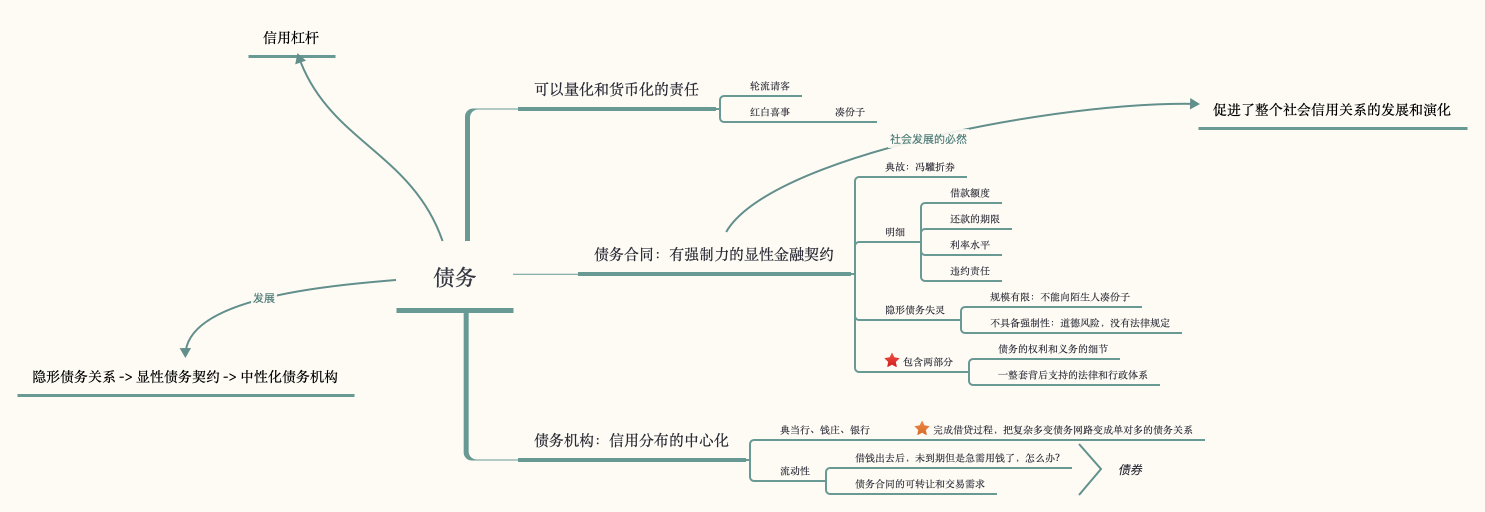 信用杠杆
可以量化和货币化的责任
轮流请客
红白喜事
凑份子
促进了整个社会信用关系的发展和演化
社会发展的必然
典故：冯驩折券
借款额度
还款的期限
明细
利率水平
违约责任
债务合同：有强制力的显性金融契约
债务
发展
隐形债务失灵
规模有限：不能向陌生人凑份子
不具备强制性：道德风险，没有法律规定
包含两部分
债务的权利和义务的细节
一整套背后支持的法律和行政体系
隐形债务关系 -> 显性债务契约 -> 中性化债务机构
债务机构：信用分布的中心化
典当行、钱庄、银行
完成借贷过程，把复杂多变债务网路变成单对多的债务关系
流动性
借钱出去后，未到期但是急需用钱了，怎么办?
债务合同的可转让和交易需求
债券